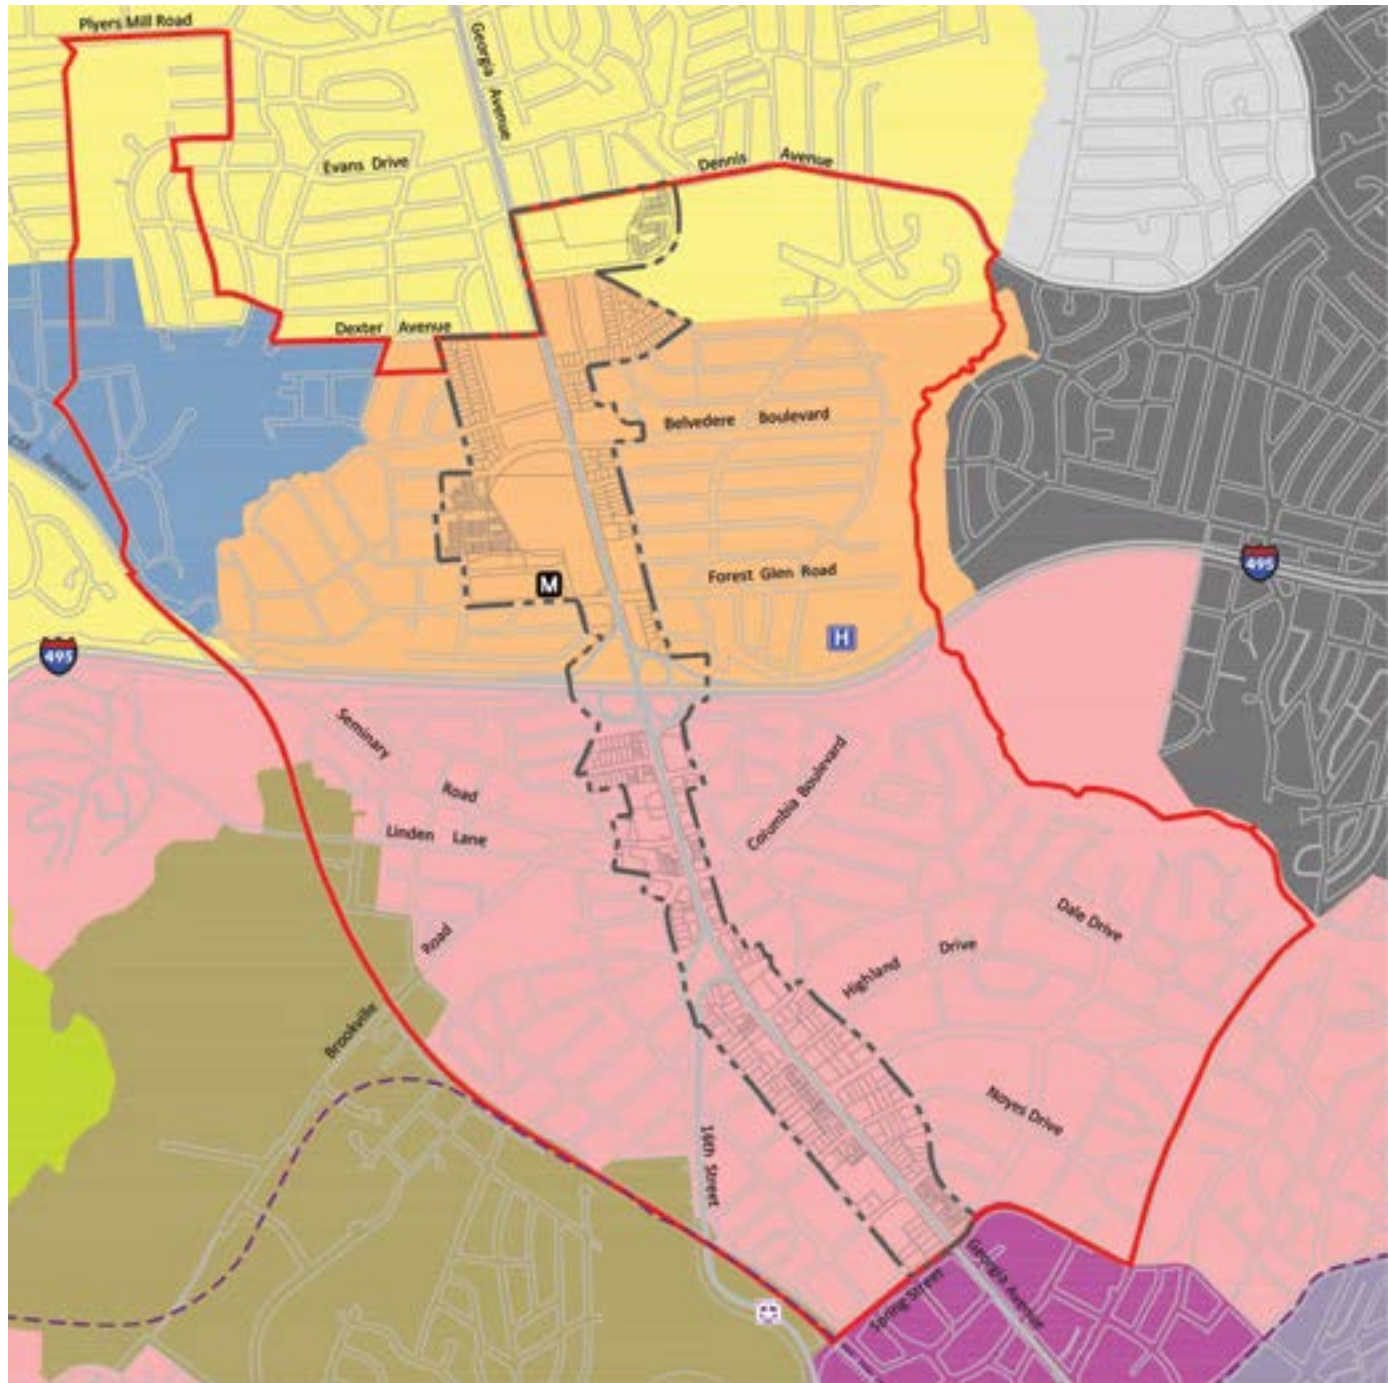 Plyers Mill Road
Georgia Avenue
Dennis Avenue
Evans Drive
Dexter Avenue
Belvedere Boulevard
CSX Railroad
Forest Glen Road
495
M
H
495
Seminary
Road
Columbia Boulevard
Linden Lane
Dale Drive
Road
Highland Drive
Brookville
Noyes Drive
16th Street
Georgia Avenue
Spring Street